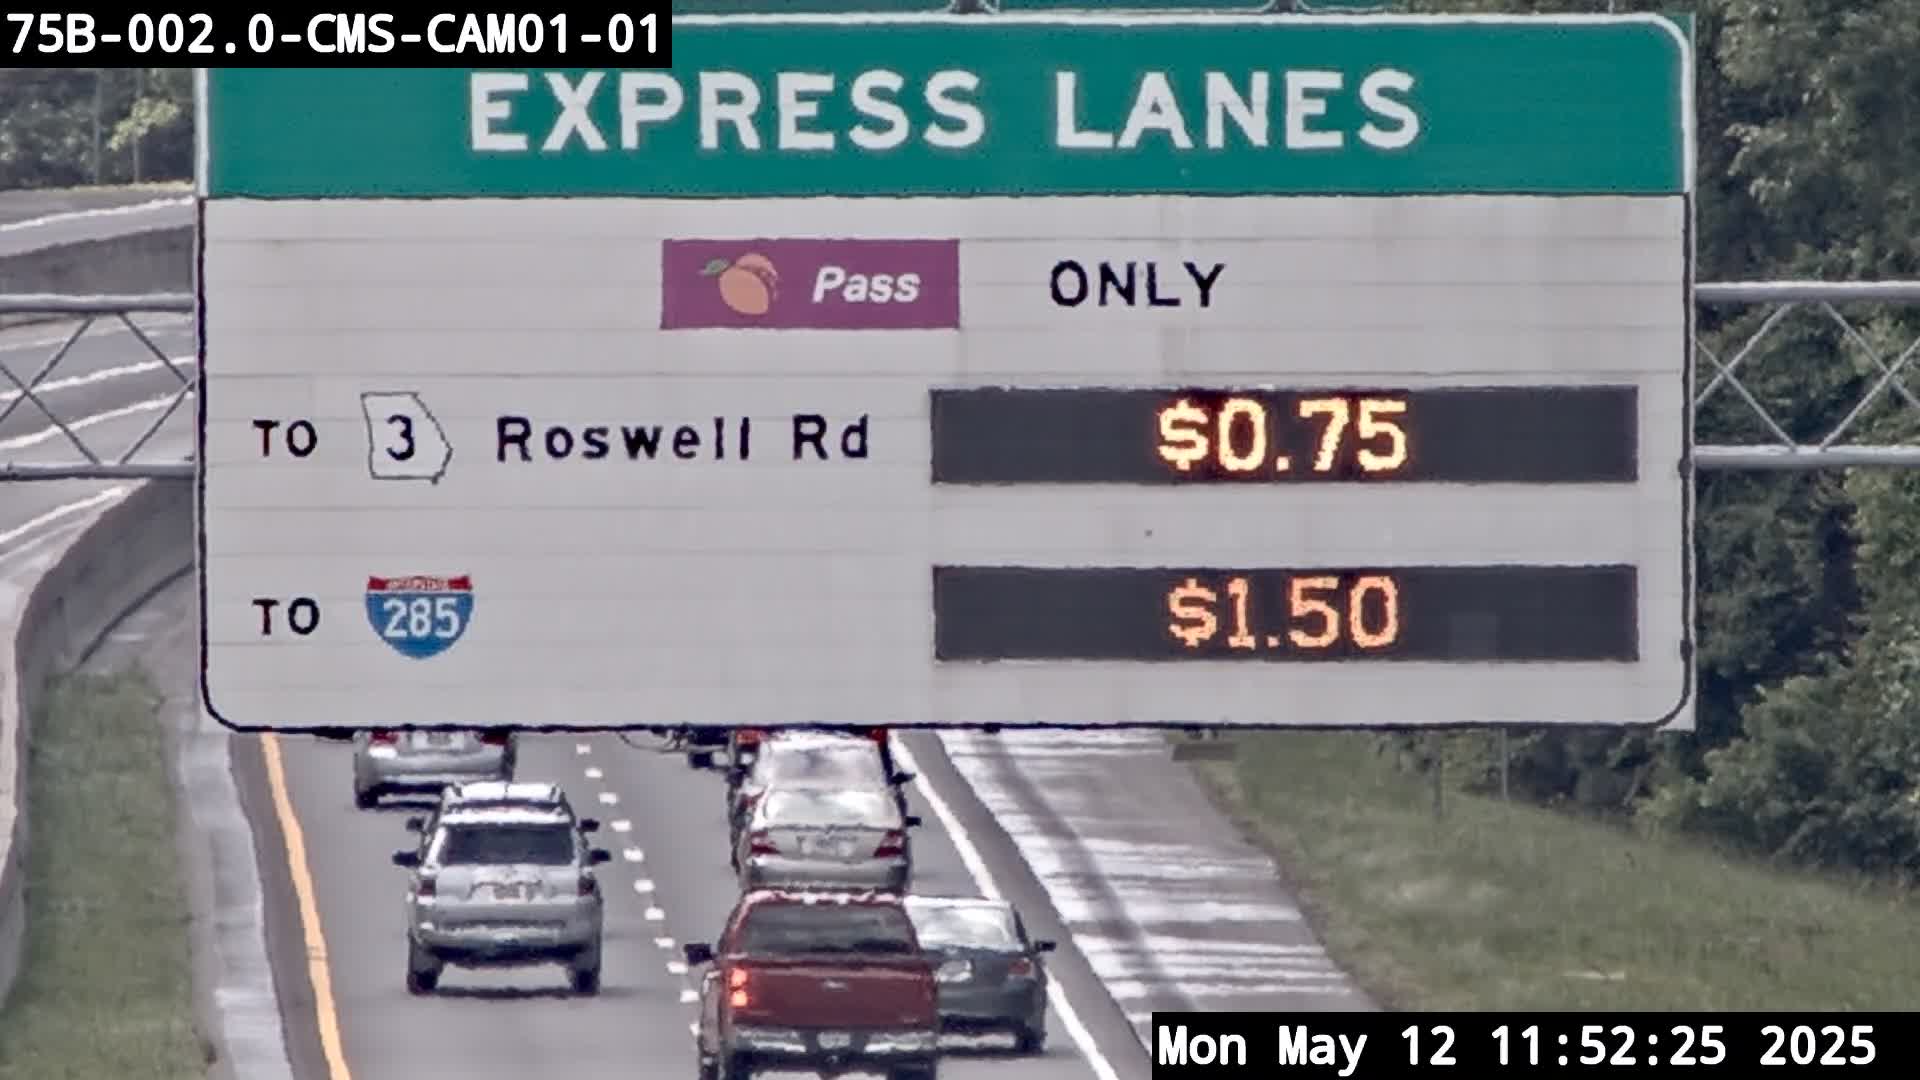 75B-002.0-CMS-CAM01-01
EXPRESS LANES
Pass ONLY
TO 3 Roswell Rd $0.75
TO INTERSTATE 285 $1.50
Mon May 12 11:52:25 2025